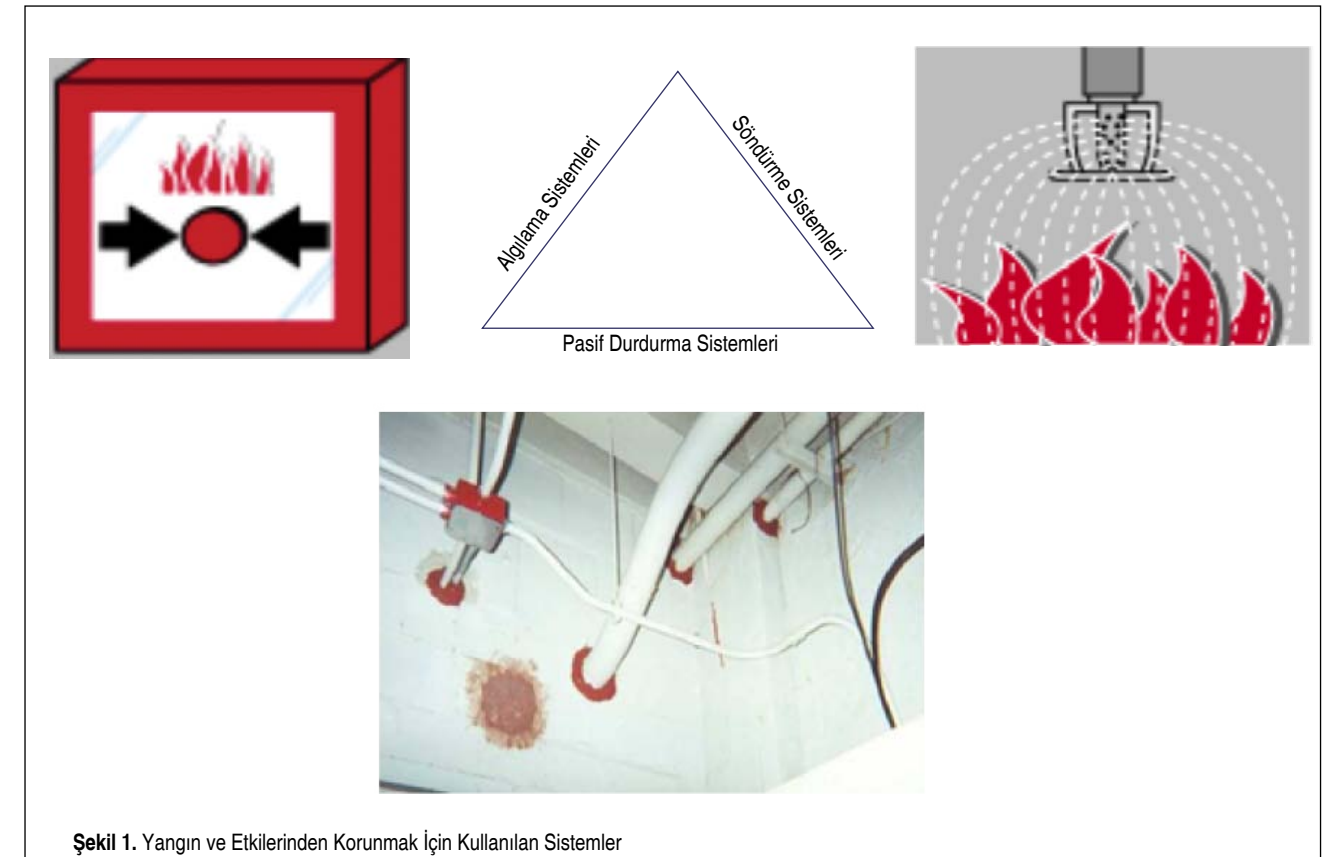 Algılama Sistemleri
Söndürme Sistemleri
Pasif Durdurma Sistemleri
Şekil 1. Yangın ve Etkilerinden Korunmak İçin Kullanılan Sistemler